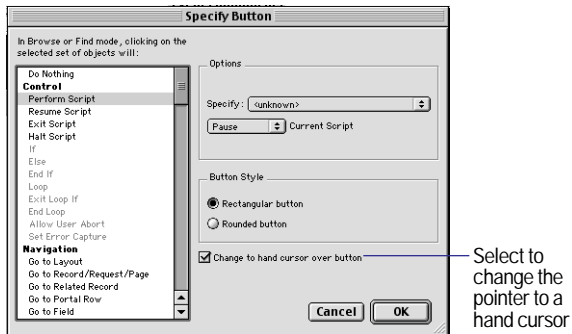 Specify Button
In Browse or Find mode, clicking on the
selected set of objects will:
Do Nothing
Control
Perform Script
Resume Script
Exit Script
Halt Script
If
Else
End If
Loop
Exit Loop If
End Loop
Allow User Abort
Set Error Capture
Navigation
Go to Layout
Go to Record/Request/Page
Go to Related Record
Go to Portal Row
Go to Field
Options
Specify: <unknown>
Pause Current Script
Button Style
Rectangular button
Rounded button
Change to hand cursor over button
Cancel OK
Select to
change the
pointer to a
hand cursor